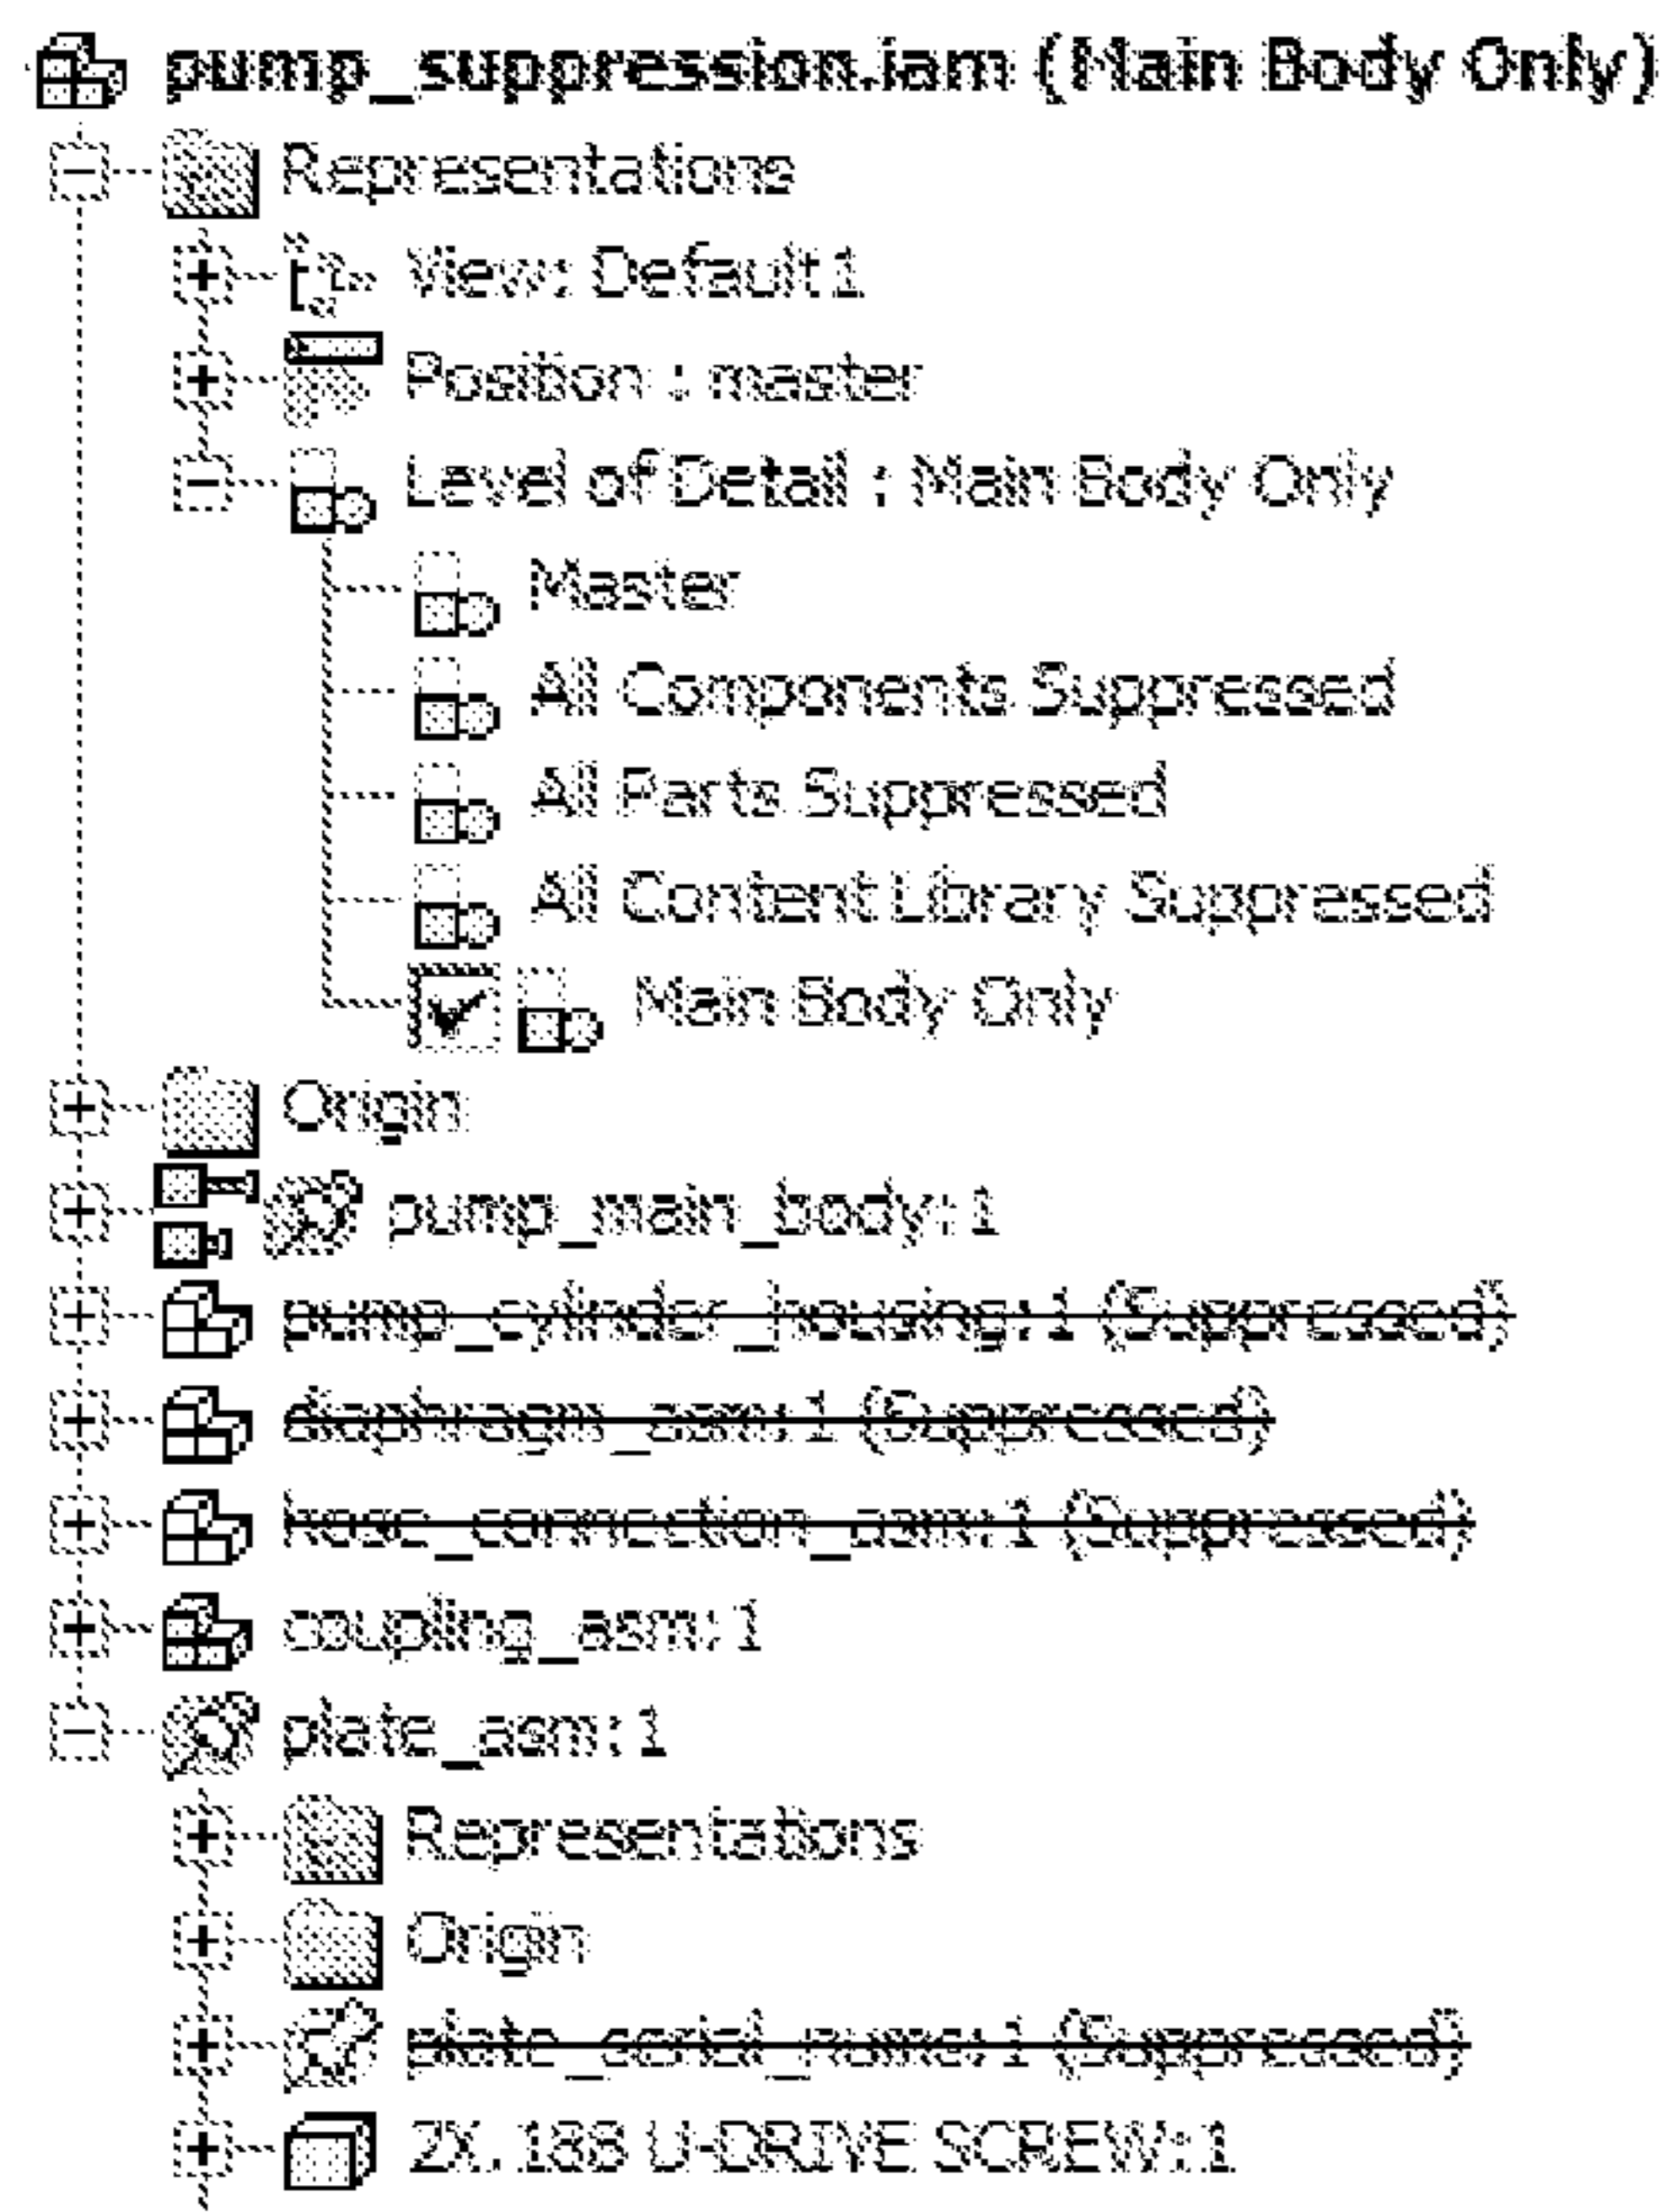 pump_suppression.iam (Main Body Only)
Representations
View: Default1
Position : master
Level of Detail : Main Body Only
Master
All Components Suppressed
All Parts Suppressed
All Content Library Suppressed
Main Body Only
Origin
pump_main_body:1
pump_cylinder_housing:1 (Suppressed)
diaphragm_asm:1 (Suppressed)
hose_connection_asm:1 (Suppressed)
coupling_asm:1
plate_asm:1
Representations
Origin
plate_serial_name:1 (Suppressed)
2X.188 U-DRIVE SCREW:1